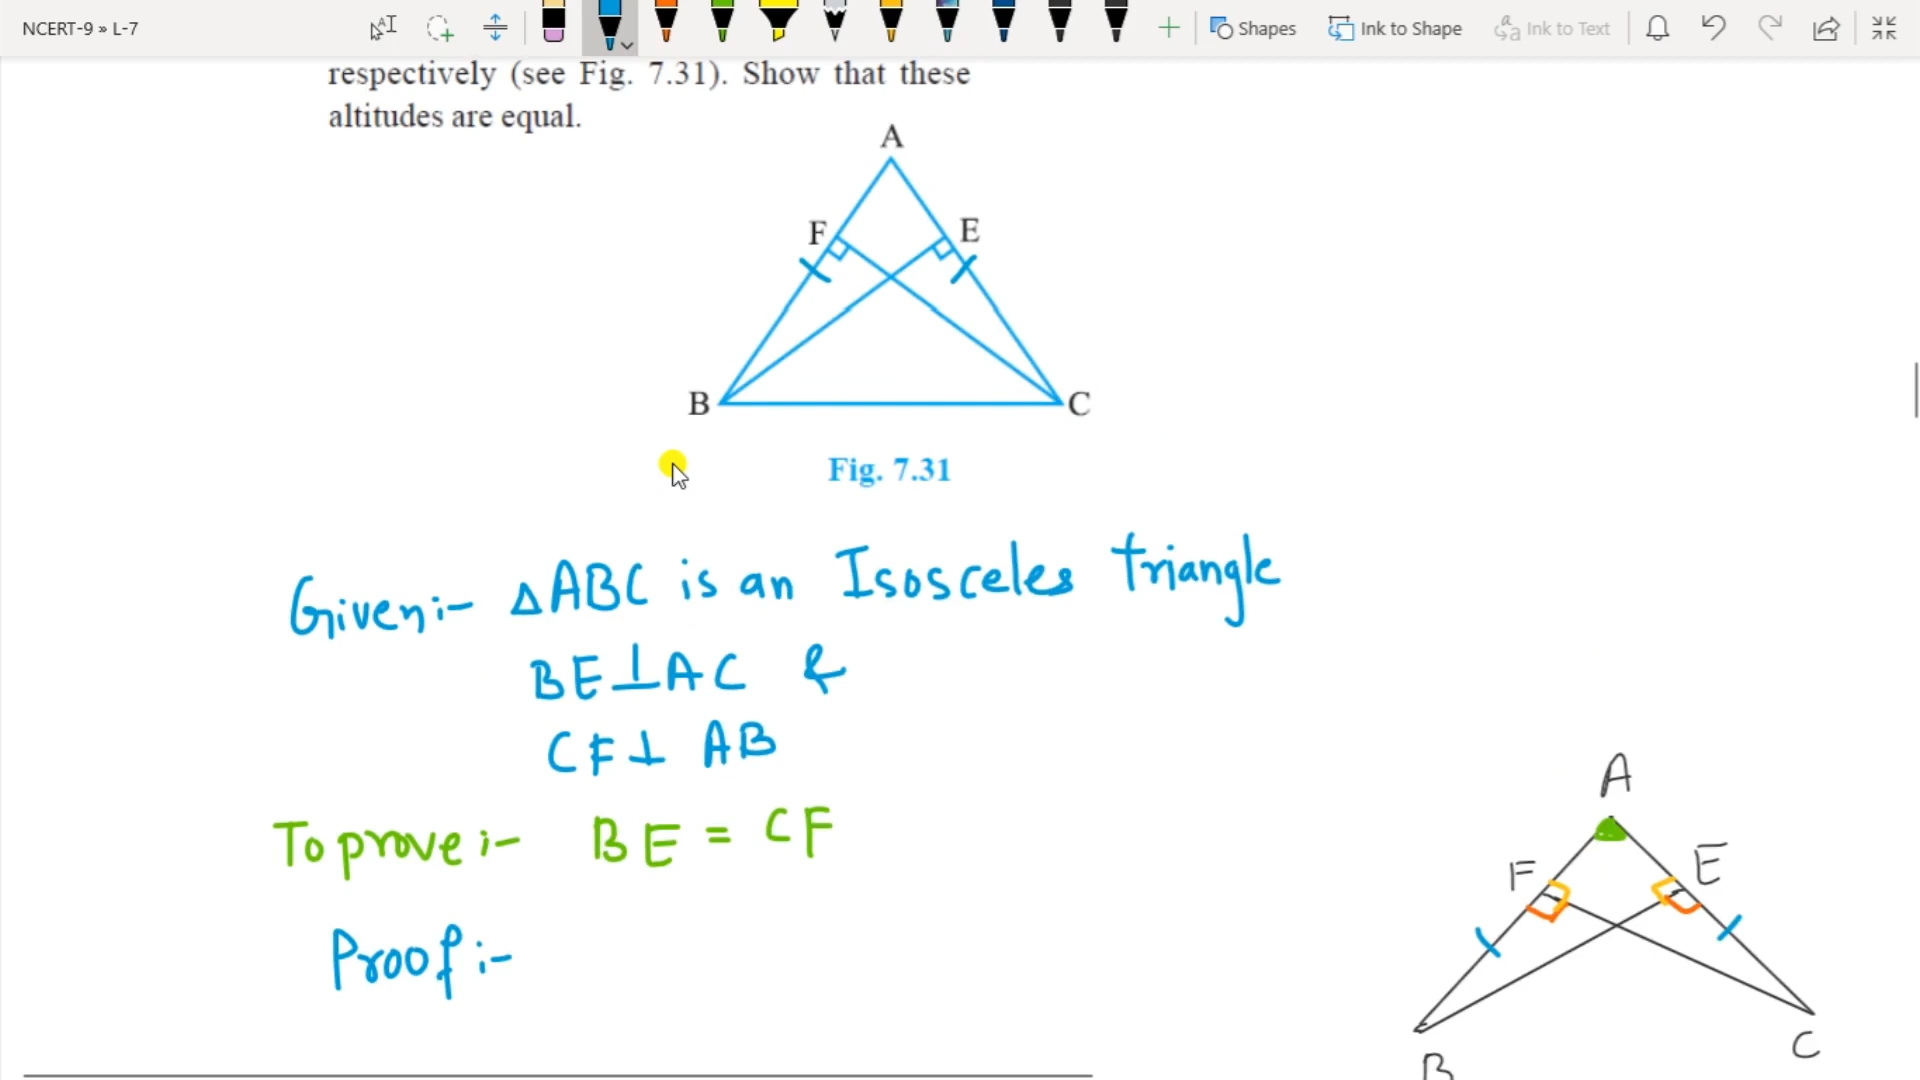 NCERT-9 » L-7
Shapes
Ink to Shape
Ink to Text
respectively (see Fig. 7.31). Show that these
altitudes are equal.
A
F
E
B
C
Fig. 7.31
Given:- △ABC is an Isosceles triangle
BE⊥AC &
CF⊥ AB
To prove:- BE = CF
Proof:-
A
F
E
B
C